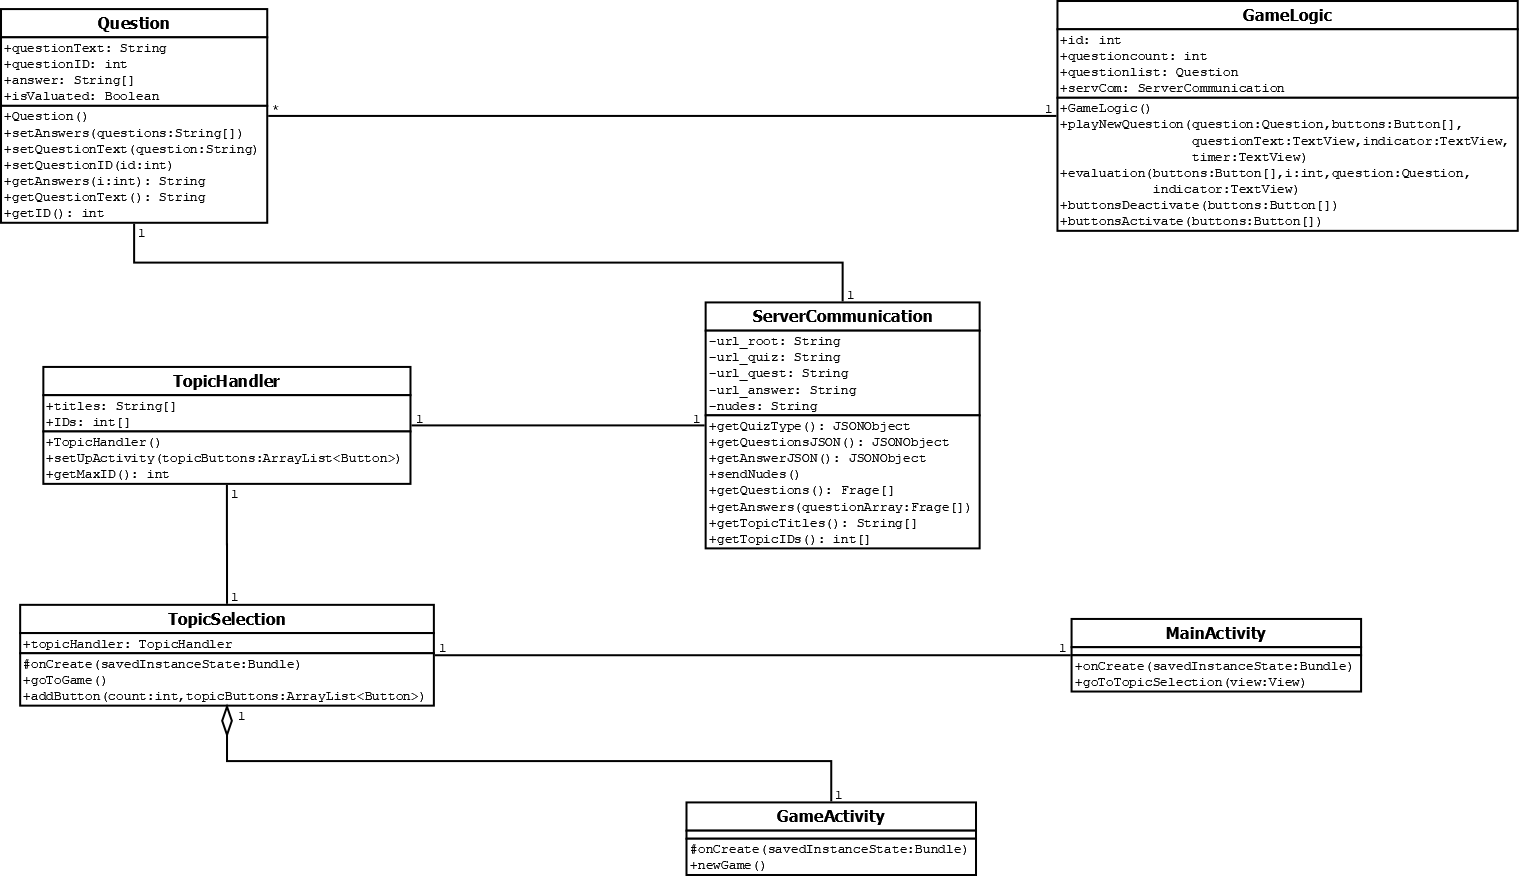 Question
+questionText: String
+questionID: int
+answer: String[]
+isValuated: Boolean
+Question()
+setAnswers(questions:String[])
+setQuestionText(question:String)
+setQuestionID(id:int)
+getAnswers(i:int): String
+getQuestionText(): String
+getID(): int
*
1
GameLogic
+id: int
+questioncount: int
+questionlist: Question
+servCom: ServerCommunication
+GameLogic()
+playNewQuestion(question:Question,buttons:Button[],
questionText:TextView,indicator:TextView,
timer:TextView)
+evaluation(buttons:Button[],i:int,question:Question,
indicator:TextView)
+buttonsDeactivate(buttons:Button[])
+buttonsActivate(buttons:Button[])
1
1
ServerCommunication
-url_root: String
-url_quiz: String
-url_quest: String
-url_answer: String
-nudes: String
+getQuizType(): JSONObject
+getQuestionsJSON(): JSONObject
+getAnswerJSON(): JSONObject
+sendNudes()
+getQuestions(): Frage[]
+getAnswers(questionArray:Frage[])
+getTopicTitles(): String[]
+getTopicIDs(): int[]
TopicHandler
+titles: String[]
+IDs: int[]
+TopicHandler()
+setUpActivity(topicButtons:ArrayList<Button>)
+getMaxID(): int
1
1
1
1
TopicSelection
+topicHandler: TopicHandler
#onCreate(savedInstanceState:Bundle)
+goToGame()
+addButton(count:int,topicButtons:ArrayList<Button>)
1
1
MainActivity
+onCreate(savedInstanceState:Bundle)
+goToTopicSelection(view:View)
1
1
GameActivity
#onCreate(savedInstanceState:Bundle)
+newGame()